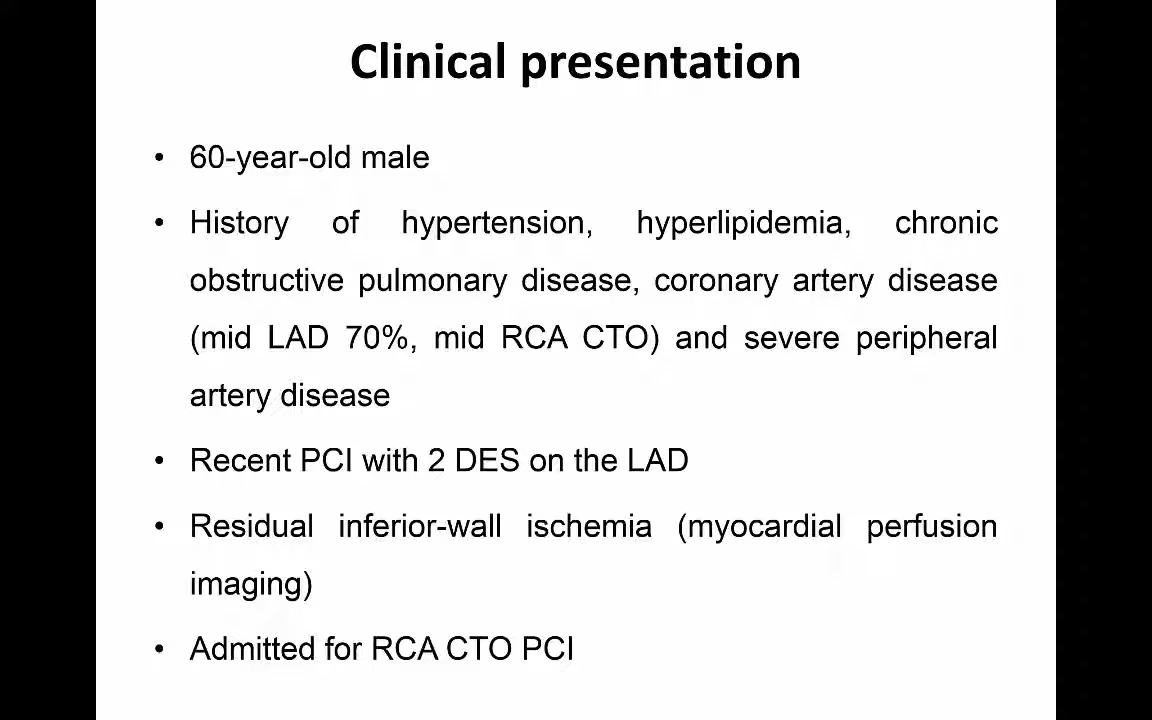 Clinical presentation
• 60-year-old male
• History of hypertension, hyperlipidemia, chronic
obstructive pulmonary disease, coronary artery disease
(mid LAD 70%, mid RCA CTO) and severe peripheral
artery disease
• Recent PCI with 2 DES on the LAD
• Residual inferior-wall ischemia (myocardial perfusion
imaging)
• Admitted for RCA CTO PCI